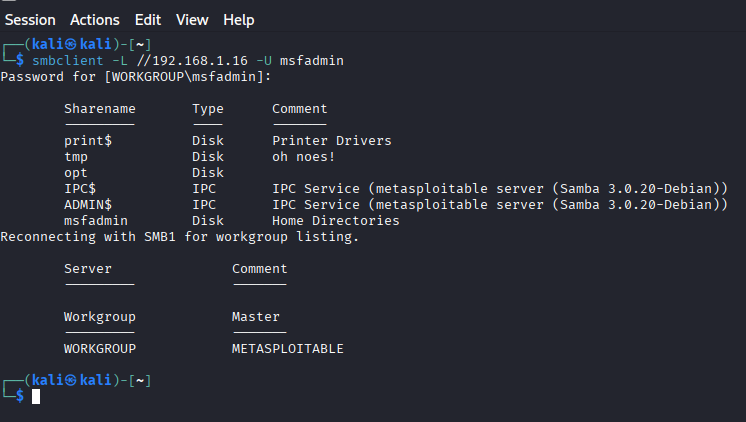 Session Actions Edit View Help
┌──(kali㉿kali)-[~]
└─$ smbclient -L //192.168.1.16 -U msfadmin
Password for [WORKGROUP\msfadmin]:
Sharename Type Comment
--------- ---- -------
print$ Disk Printer Drivers
tmp Disk oh noes!
opt Disk
IPC$ IPC IPC Service (metasploitable server (Samba 3.0.20-Debian))
ADMIN$ IPC IPC Service (metasploitable server (Samba 3.0.20-Debian))
msfadmin Disk Home Directories
Reconnecting with SMB1 for workgroup listing.
Server Comment
--------- -------
Workgroup Master
--------- -------
WORKGROUP METASPLOITABLE
┌──(kali㉿kali)-[~]
└─$